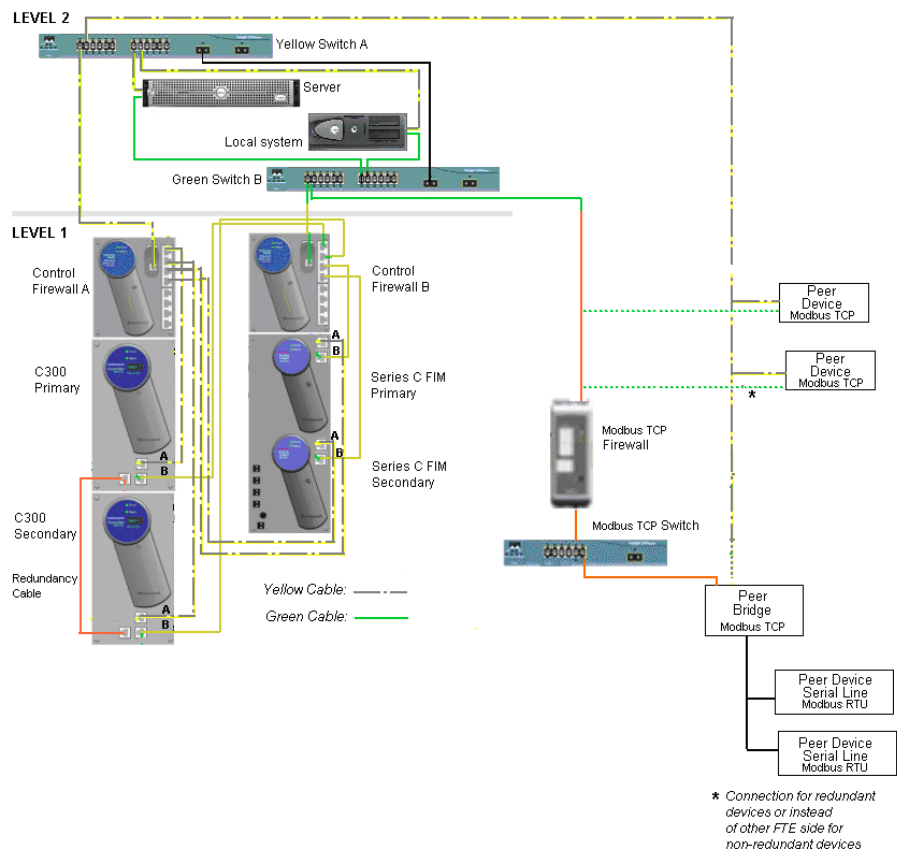 LEVEL 2
Yellow Switch A
Server
Local system
Green Switch B
LEVEL 1
Control
Firewall A
Control
Firewall B
C300
Primary
A
B
Series C FIM
Primary
A
B
A
B
Series C FIM
Secondary
C300
Secondary
Redundancy
Cable
A
B
Yellow Cable:
Green Cable:
Peer
Device
Modbus TCP
Peer
Device
Modbus TCP
*
Modbus TCP
Firewall
Modbus TCP Switch
Peer
Bridge
Modbus TCP
Peer Device
Serial Line
Modbus RTU
Peer Device
Serial Line
Modbus RTU
* Connection for redundant
devices or instead
of other FTE side for
non-redundant devices